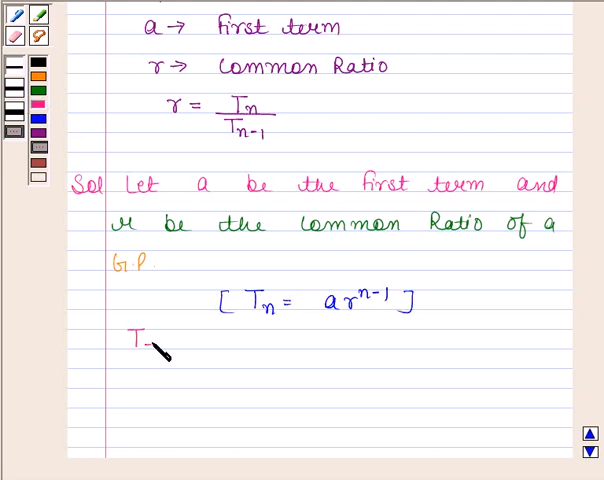 a → First term
r → Common Ratio
r = Tn / Tn-1
Sol Let a be the first term and
r be the common Ratio of a
G.P.
[ Tn = ar^n-1 ]
T